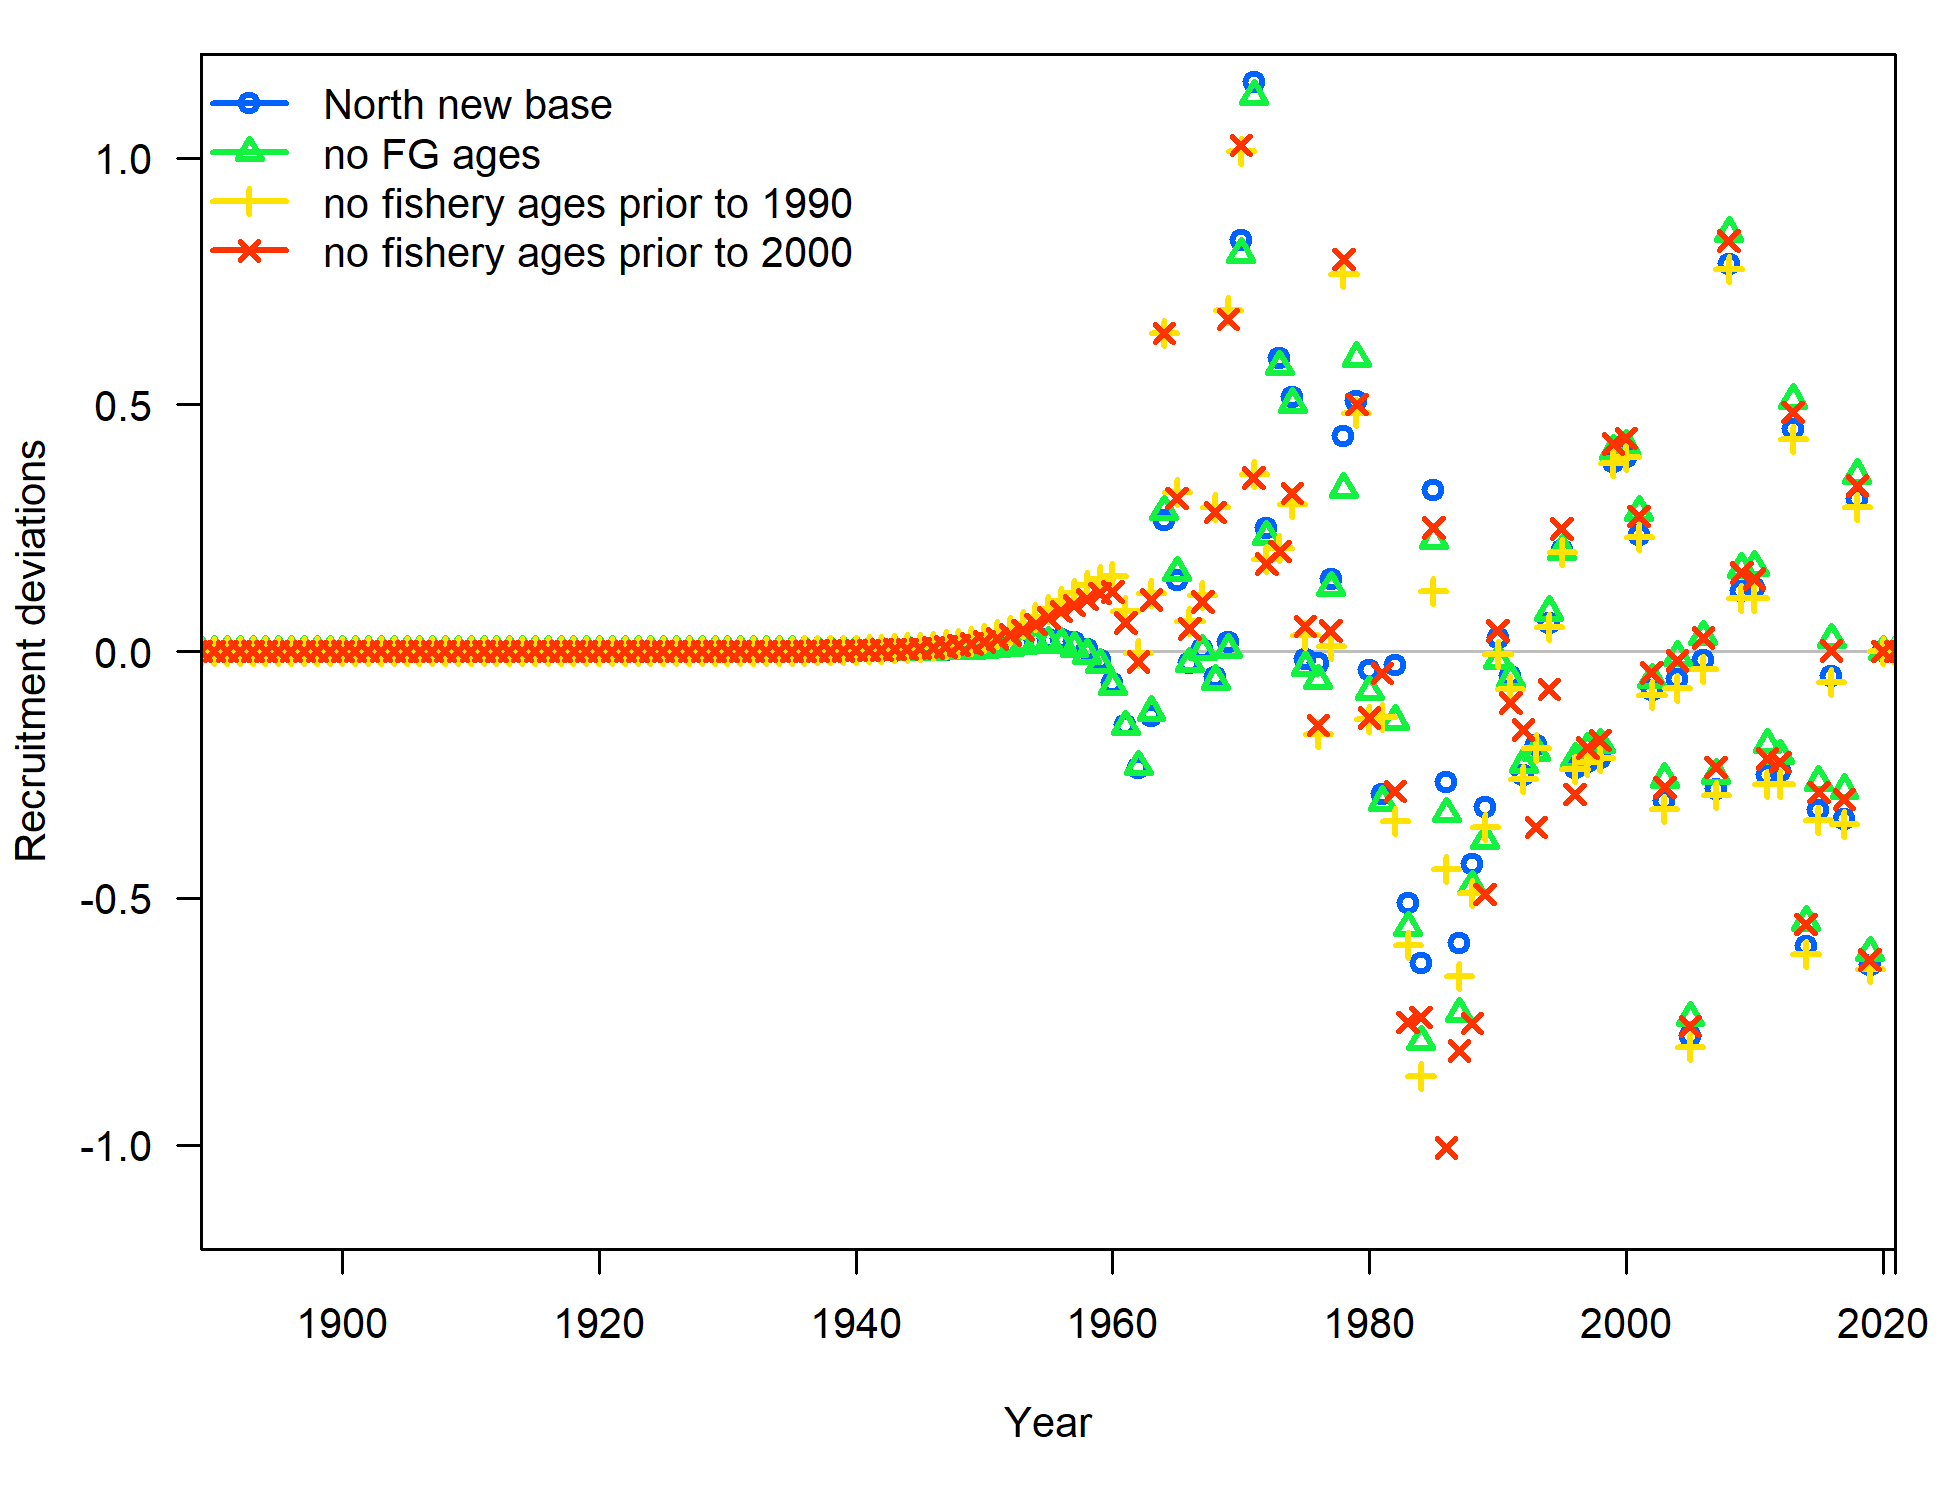 North new base
no FG ages
no fishery ages prior to 1990
no fishery ages prior to 2000
1.0
0.5
0.0
-0.5
-1.0
Recruitment deviations
1900 1920 1940 1960 1980 2000 2020
Year